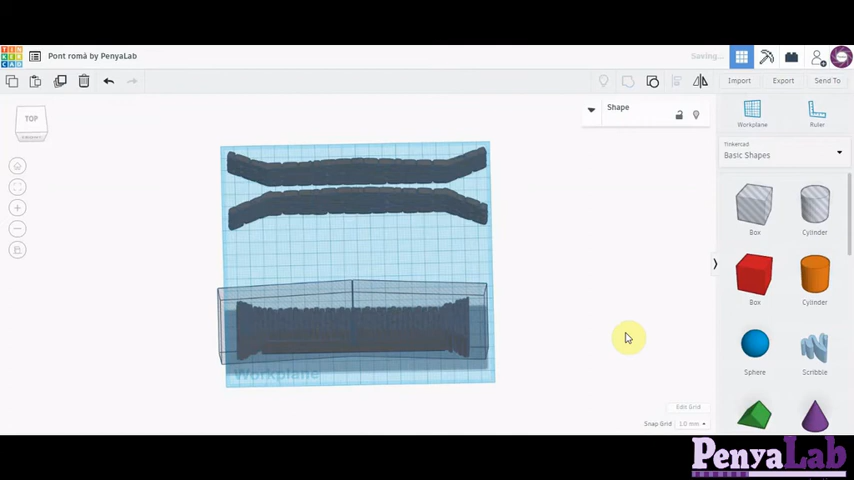 TIN
KER
CAD
Pont romà by PenyaLab
Saving...
Import
Export
Send To
TOP
Shape
Workplane
Ruler
Tinkercad
Basic Shapes
Box
Cylinder
Box
Cylinder
Sphere
Scribble
Workplane
Edit Grid
Snap Grid 1.0 mm
PenyaLab